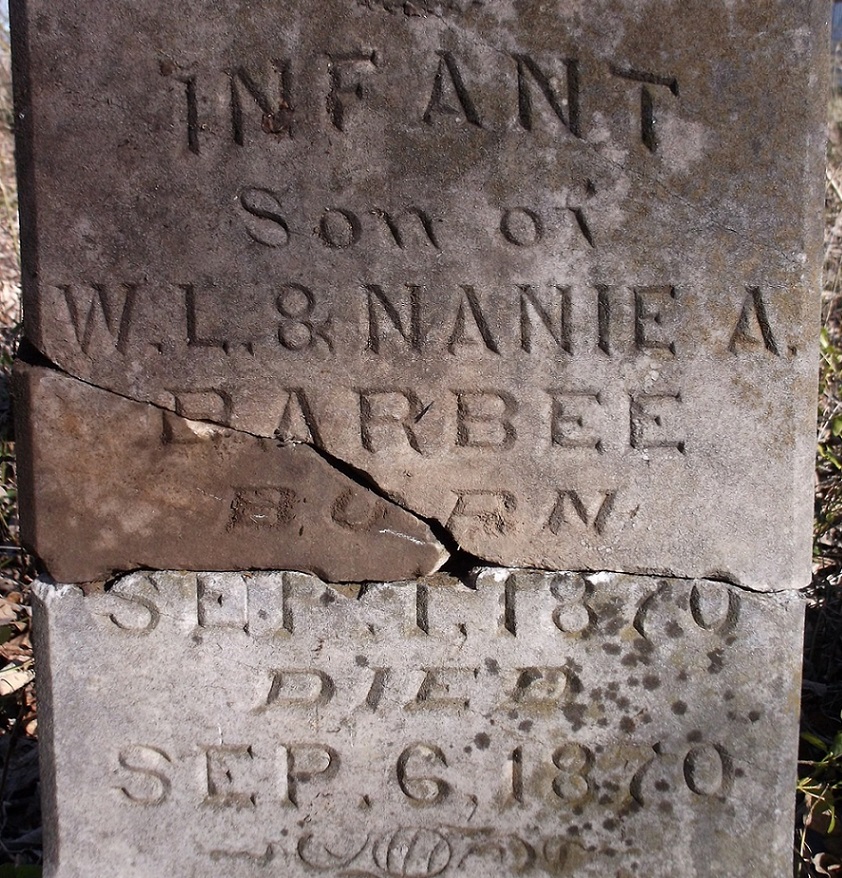 INFANT
Son of
W. L. & NANIE A.
BARBEE
BORN
SEP. 1, 1870
DIED
SEP. 6, 1870